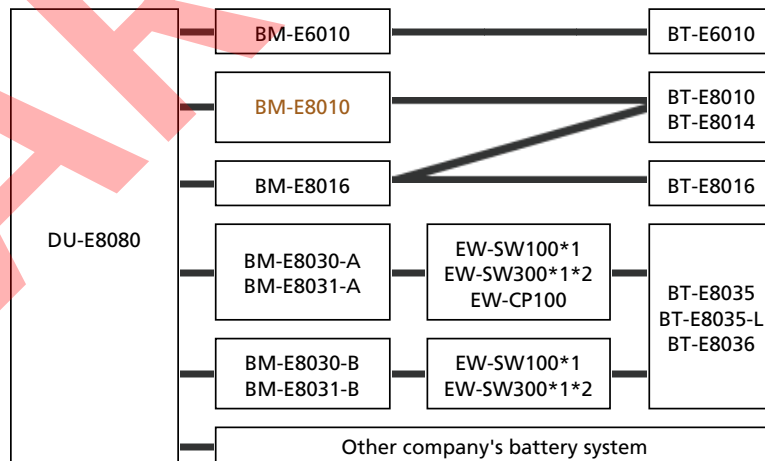 BM-E6010
BT-E6010
BM-E8010
BT-E8010
BT-E8014
BM-E8016
BT-E8016
DU-E8080
BM-E8030-A
BM-E8031-A
EW-SW100*1
EW-SW300*1*2
EW-CP100
BT-E8035
BT-E8035-L
BT-E8036
BM-E8030-B
BM-E8031-B
EW-SW100*1
EW-SW300*1*2
Other company's battery system